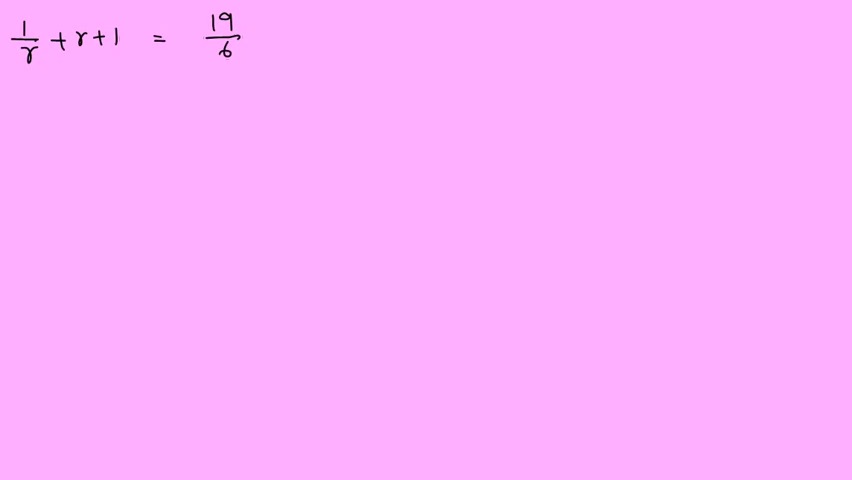 1/r + r + 1 = 19/6